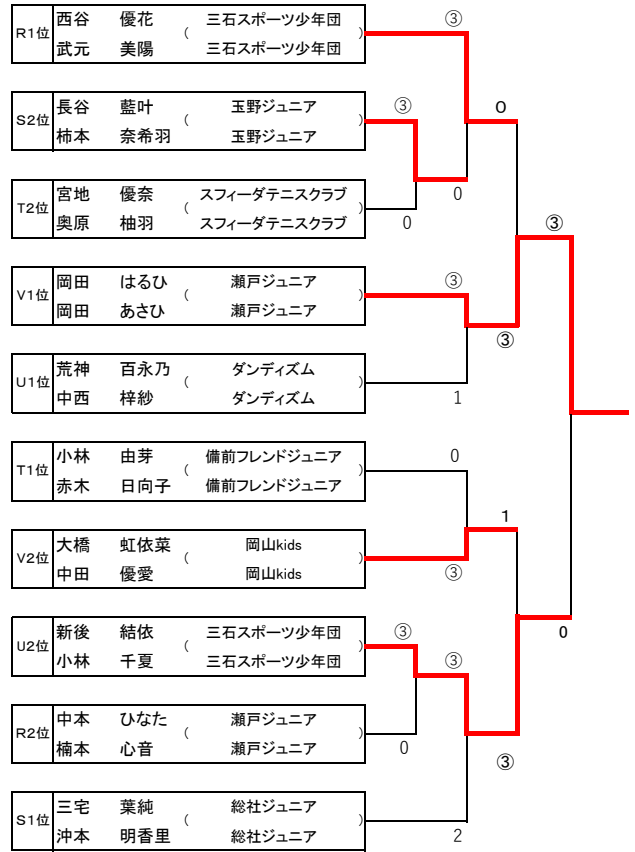 R1位 西谷 優花 ( 三石スポーツ少年団 ) ③
武元 美陽 三石スポーツ少年団
S2位 長谷 藍叶 ( 玉野ジュニア ) ③ 0
柿本 奈希羽 玉野ジュニア
T2位 宮地 優奈 ( スフィーダテニスクラブ ) 0
奥原 柚羽 スフィーダテニスクラブ 0
③
V1位 岡田 はるひ ( 瀬戸ジュニア ) ③
岡田 あさひ 瀬戸ジュニア
③
U1位 荒神 百永乃 ( ダンディズム )
中西 梓紗 ダンディズム 1
T1位 小林 由芽 ( 備前フレンドジュニア ) 0
赤木 日向子 備前フレンドジュニア
1
V2位 大橋 虹依菜 ( 岡山kids )
中田 優愛 岡山kids ③
U2位 新後 結依 ( 三石スポーツ少年団 ) ③ 0
小林 千夏 三石スポーツ少年団 ③
R2位 中本 ひなた ( 瀬戸ジュニア )
楠本 心音 瀬戸ジュニア 0
③
S1位 三宅 葉純 ( 総社ジュニア )
沖本 明香里 総社ジュニア 2